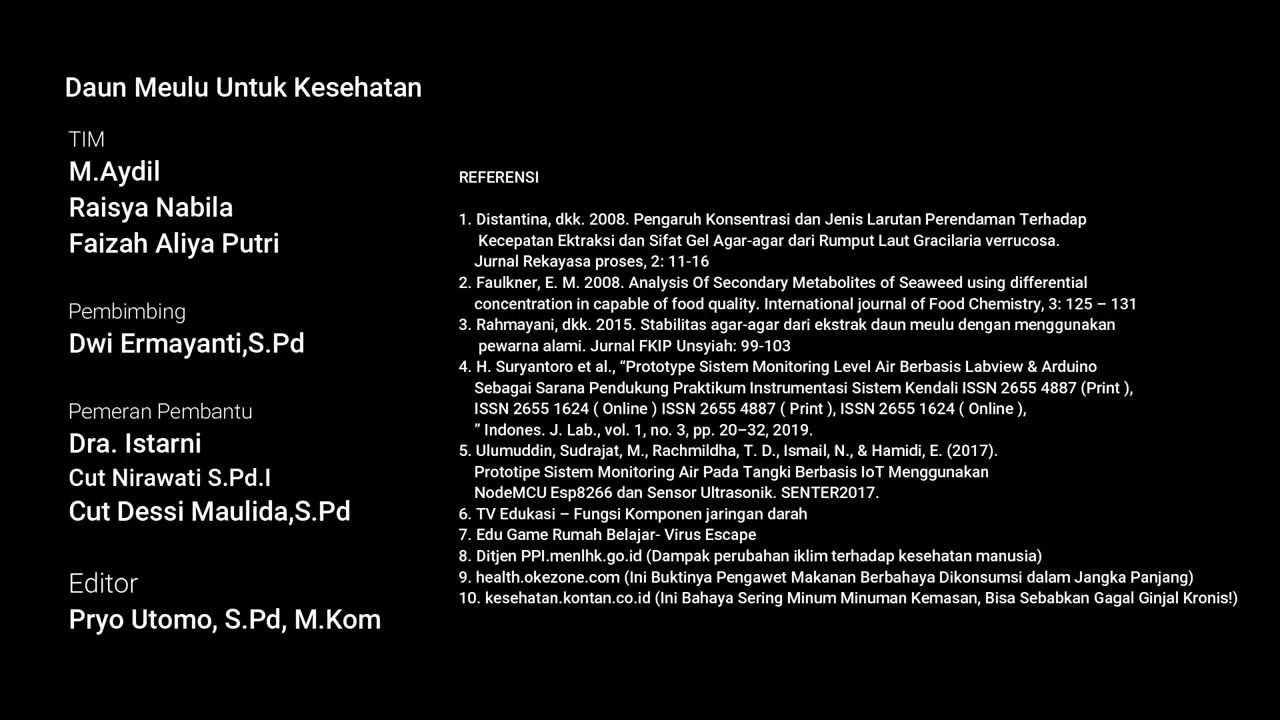 Daun Meulu Untuk Kesehatan
TIM
M.Aydil
Raisya Nabila
Faizah Aliya Putri
Pembimbing
Dwi Ermayanti,S.Pd
Pemeran Pembantu
Dra. Istarni
Cut Nirawati S.Pd.I
Cut Dessi Maulida,S.Pd
Editor
Pryo Utomo, S.Pd, M.Kom
REFERENSI
1. Distantina, dkk. 2008. Pengaruh Konsentrasi dan Jenis Larutan Perendaman Terhadap
Kecepatan Ektraksi dan Sifat Gel Agar-agar dari Rumput Laut Gracilaria verrucosa.
Jurnal Rekayasa proses, 2: 11-16
2. Faulkner, E. M. 2008. Analysis Of Secondary Metabolites of Seaweed using differential
concentration in capable of food quality. International journal of Food Chemistry, 3: 125 – 131
3. Rahmayani, dkk. 2015. Stabilitas agar-agar dari ekstrak daun meulu dengan menggunakan
pewarna alami. Jurnal FKIP Unsyiah: 99-103
4. H. Suryantoro et al., “Prototype Sistem Monitoring Level Air Berbasis Labview & Arduino
Sebagai Sarana Pendukung Praktikum Instrumentasi Sistem Kendali ISSN 2655 4887 (Print ),
ISSN 2655 1624 ( Online ) ISSN 2655 4887 ( Print ), ISSN 2655 1624 ( Online ),
” Indones. J. Lab., vol. 1, no. 3, pp. 20–32, 2019.
5. Ulumuddin, Sudrajat, M., Rachmildha, T. D., Ismail, N., & Hamidi, E. (2017).
Prototipe Sistem Monitoring Air Pada Tangki Berbasis IoT Menggunakan
NodeMCU Esp8266 dan Sensor Ultrasonik. SENTER2017.
6. TV Edukasi – Fungsi Komponen jaringan darah
7. Edu Game Rumah Belajar- Virus Escape
8. Ditjen PPI.menlhk.go.id (Dampak perubahan iklim terhadap kesehatan manusia)
9. health.okezone.com (Ini Buktinya Pengawet Makanan Berbahaya Dikonsumsi dalam Jangka Panjang)
10. kesehatan.kontan.co.id (Ini Bahaya Sering Minum Minuman Kemasan, Bisa Sebabkan Gagal Ginjal Kronis!)